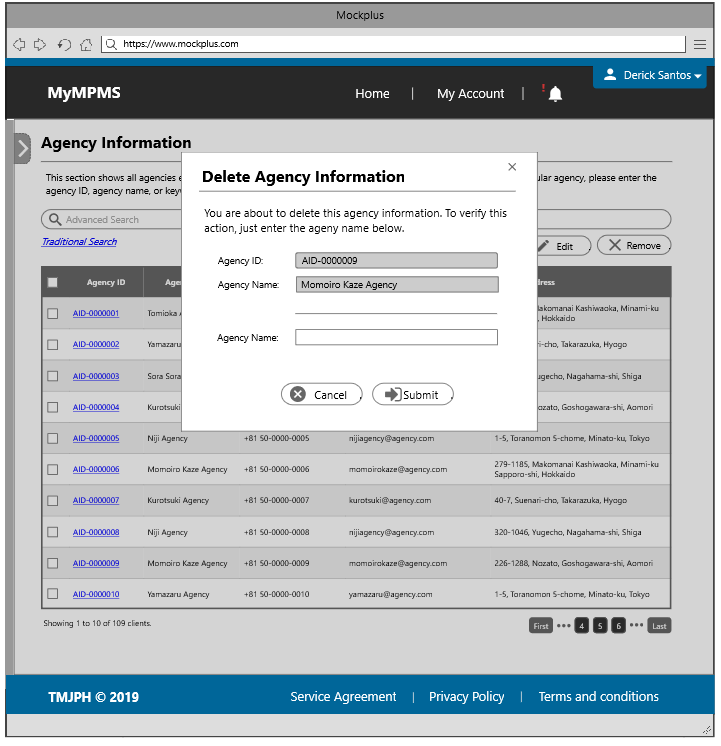 Mockplus
https://www.mockplus.com
Derick Santos
MyMPMS
Home | My Account | !
Agency Information
This section shows all agencies e
ular agency, please enter the
agency ID, agency name, or key
Advanced Search
Traditional Search
Edit
Remove
Delete Agency Information
You are about to delete this agency information. To verify this
action, just enter the ageny name below.
Agency ID: AID-0000009
Agency Name: Momoiro Kaze Agency
Agency Name:
Cancel
Submit
Agency ID Age dress
AID-0000001 Tomioka A Makomanai Kashiwaoka, Minami-ku
, Hokkaido
AID-0000002 Yamazaru ri-cho, Takarazuka, Hyogo
AID-0000003 Sora Sora Yugecho, Nagahama-shi, Shiga
AID-0000004 Kurotsuki Nozato, Goshogawara-shi, Aomori
AID-0000005 Niji Agency +81 50-0000-0005 nijiagency@agency.com 1-5, Toranomon 5-chome, Minato-ku, Tokyo
AID-0000006 Momoiro Kaze Agency +81 50-0000-0006 momoirokaze@agency.com 279-1185, Makomanai Kashiwaoka, Minami-ku
Sapporo-shi, Hokkaido
AID-0000007 Kurotsuki Agency +81 50-0000-0007 kurotsuki@agency.com 40-7, Suenari-cho, Takarazuka, Hyogo
AID-0000008 Niji Agency +81 50-0000-0008 nijiagency@agency.com 320-1046, Yugecho, Nagahama-shi, Shiga
AID-0000009 Momoiro Kaze Agency +81 50-0000-0009 momoirokaze@agency.com 226-1288, Nozato, Goshogawara-shi, Aomori
AID-0000010 Yamazaru Agency +81 50-0000-0010 yamazaru@agency.com 1-5, Toranomon 5-chome, Minato-ku, Tokyo
Showing 1 to 10 of 109 clients.
First ••• 4 5 6 ••• Last
TMJPH © 2019
Service Agreement | Privacy Policy | Terms and conditions